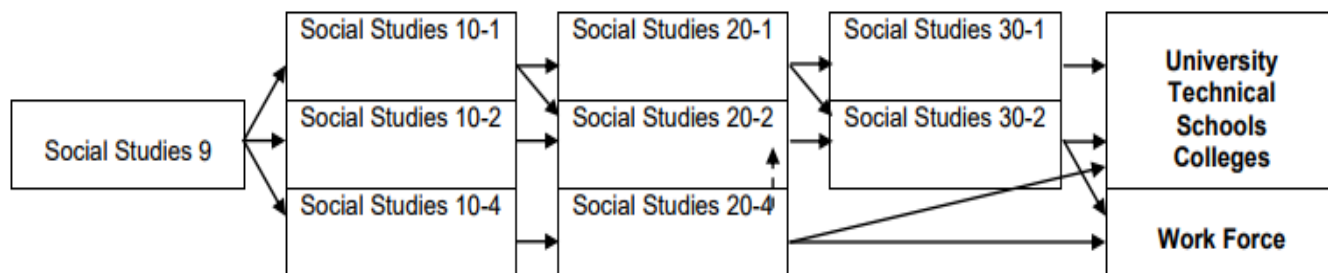 Social Studies 10-1
Social Studies 20-1
Social Studies 30-1
University
Technical
Schools
Colleges
Social Studies 9
Social Studies 10-2
Social Studies 20-2
Social Studies 30-2
Social Studies 10-4
Social Studies 20-4
Work Force